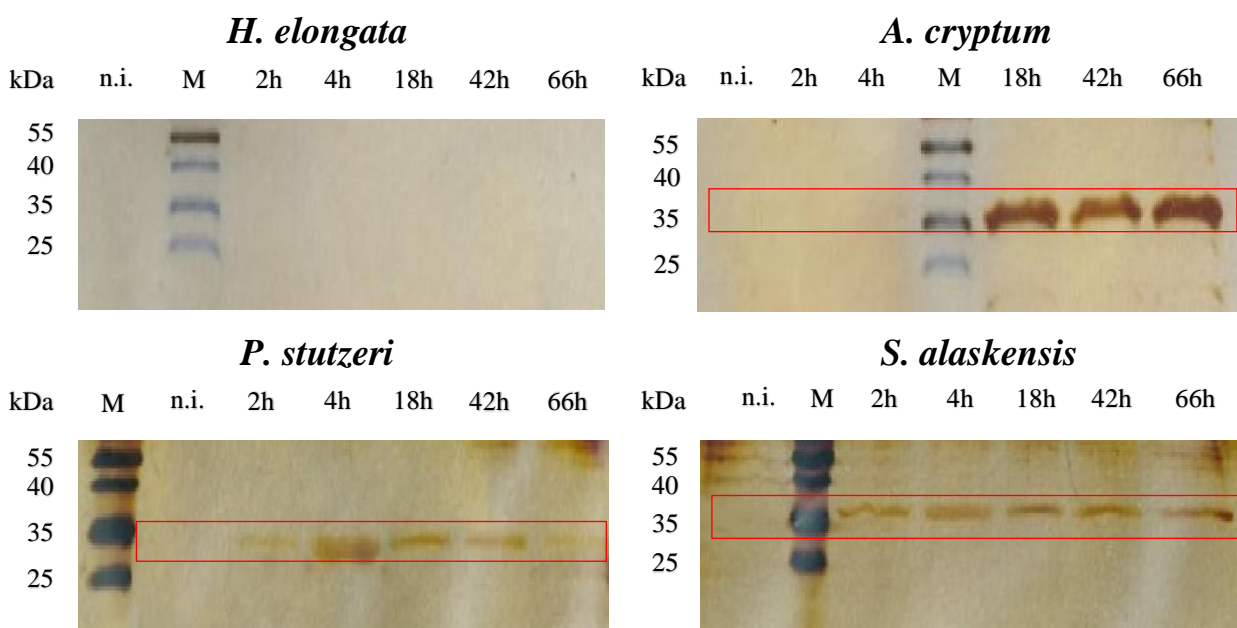 H. elongata
kDa n.i. M 2h 4h 18h 42h 66h
55
40
35
25
A. cryptum
kDa n.i. 2h 4h M 18h 42h 66h
55
40
35
25
P. stutzeri
kDa M n.i. 2h 4h 18h 42h 66h
55
40
35
25
S. alaskensis
kDa n.i. M 2h 4h 18h 42h 66h
55
40
35
25